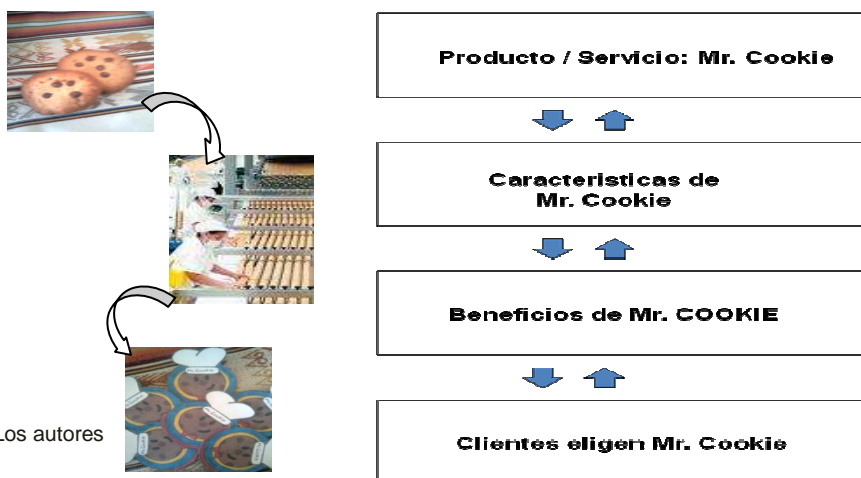 Producto / Servicio: Mr. Cookie
Caracteristicas de
Mr. Cookie
Beneficios de Mr. COOKIE
Clientes eligen Mr. Cookie
Los autores